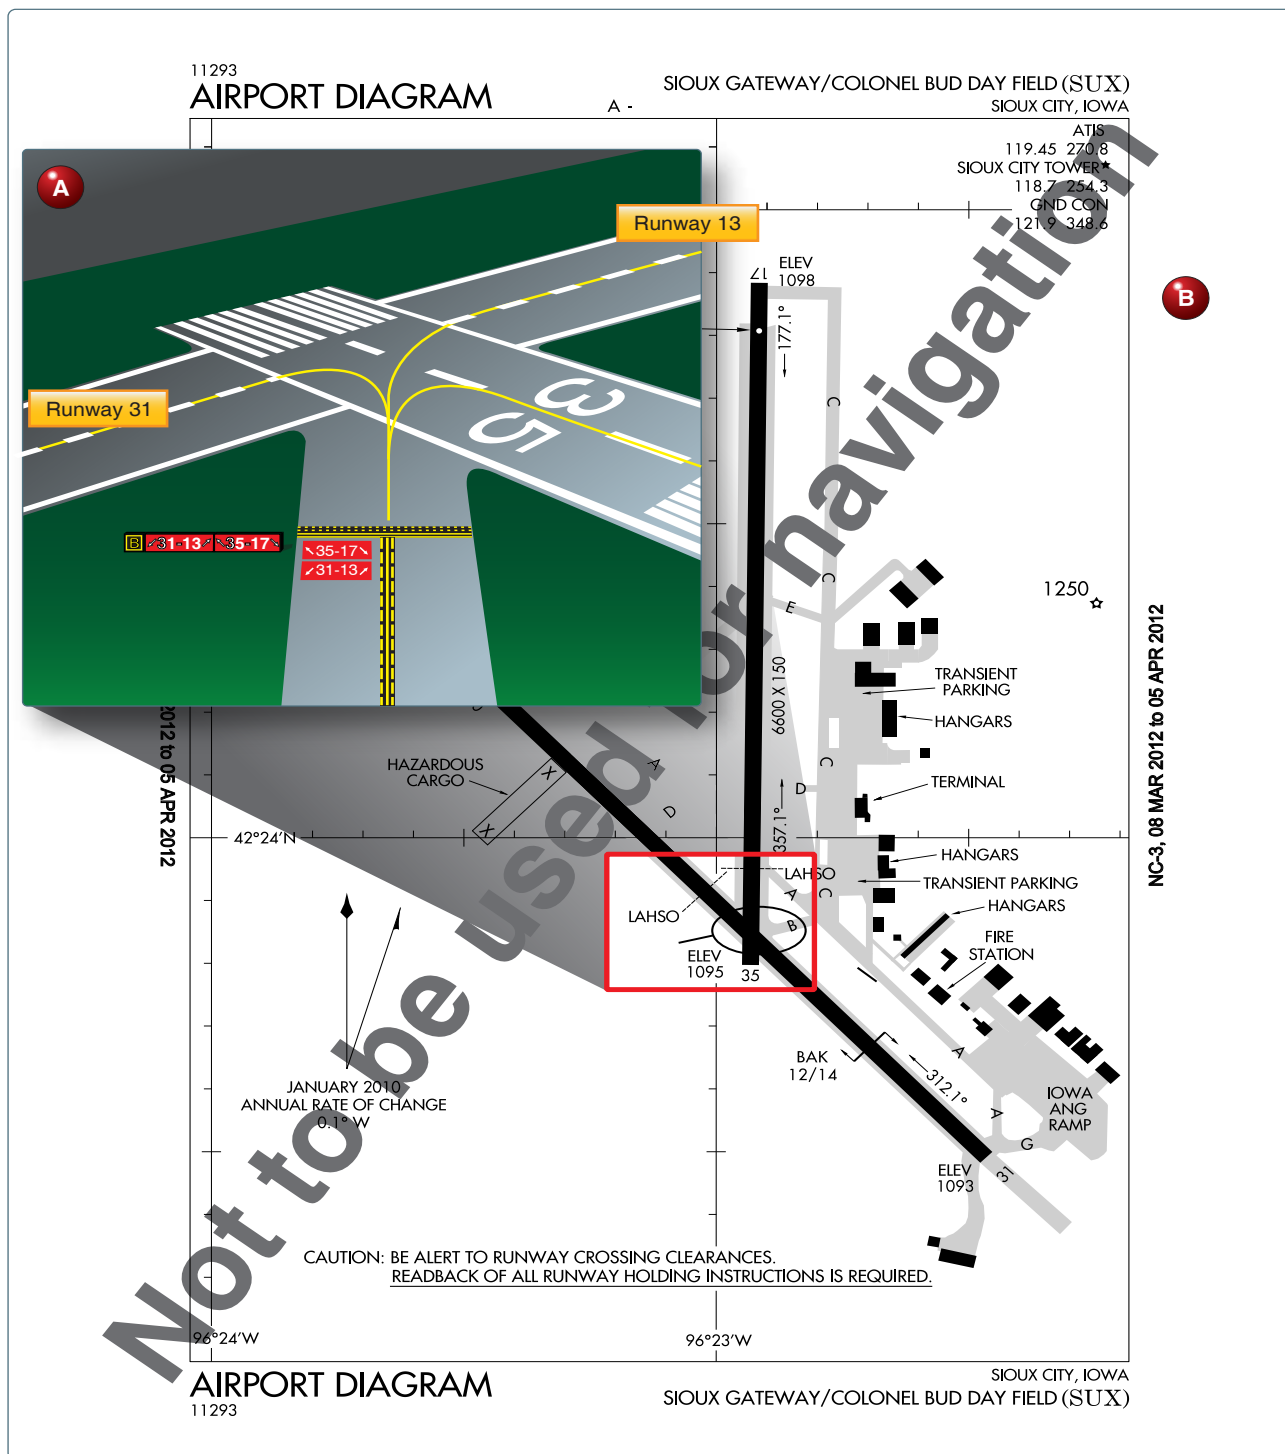 11293
AIRPORT DIAGRAM
A -
SIOUX GATEWAY/COLONEL BUD DAY FIELD (SUX)
SIOUX CITY, IOWA
ATIS
119.45 270.8
SIOUX CITY TOWER★
118.7 254.3
GND CON
121.9 348.6
A
Runway 13
Runway 31
35
B 31-13 35-17
35-17
31-13
B
17
ELEV
1098
177.1°
C
C
E
1250
6600 X 150
TRANSIENT
PARKING
HANGARS
C
D
TERMINAL
357.1°
HAZARDOUS
CARGO
X
X
A
D
42°24'N
HANGARS
LAHSO
TRANSIENT PARKING
A
C
HANGARS
LAHSO
B
FIRE
STATION
ELEV
1095
35
BAK
12/14
A
312.1°
A
IOWA
ANG
RAMP
G
ELEV
1093
31
JANUARY 2010
ANNUAL RATE OF CHANGE
0.1° W
2012 to 05 APR 2012
NC-3, 08 MAR 2012 to 05 APR 2012
CAUTION: BE ALERT TO RUNWAY CROSSING CLEARANCES.
READBACK OF ALL RUNWAY HOLDING INSTRUCTIONS IS REQUIRED.
96°24'W
96°23'W
AIRPORT DIAGRAM
11293
SIOUX CITY, IOWA
SIOUX GATEWAY/COLONEL BUD DAY FIELD (SUX)
Not to be used for navigation